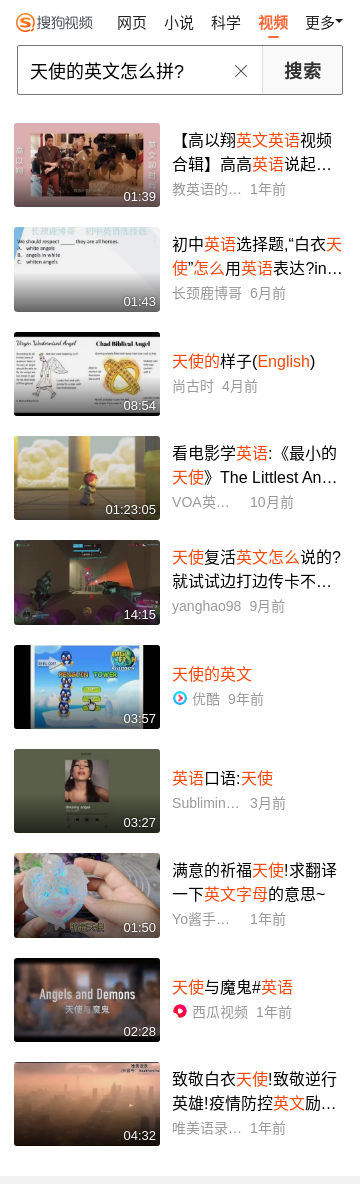 搜狗视频 网页 小说 科学 视频 更多
天使的英文怎么拼? 搜索
【高以翔英文英语视频
合辑】高高英语说起…
教英语的… 1年前
01:39
初中英语选择题,“白衣天
使”怎么用英语表达?in…
长颈鹿博哥 6月前
We should respect _____ they are all heroes.
A. white angels
B. angels in white
C. whiten angels
01:43
天使的样子(English)
尚古时 4月前
Virgin Modernised Angel
Chad Biblical Angel
08:54
看电影学英语:《最小的
天使》The Littlest An…
VOA英… 10月前
01:23:05
天使复活英文怎么说的?
就试试边打边传卡不…
yanghao98 9月前
14:15
天使的英文
优酷 9年前
PENGUIN TOWER
BIG FISH
Games
03:57
英语口语:天使
Sublimin… 3月前
03:27
满意的祈福天使!求翻译
一下英文字母的意思~
Yo酱手… 1年前
01:50
天使与魔鬼#英语
西瓜视频 1年前
Angels and Demons
天使与魔鬼
02:28
致敬白衣天使!致敬逆行
英雄!疫情防控英文励…
唯美语录… 1年前
04:32